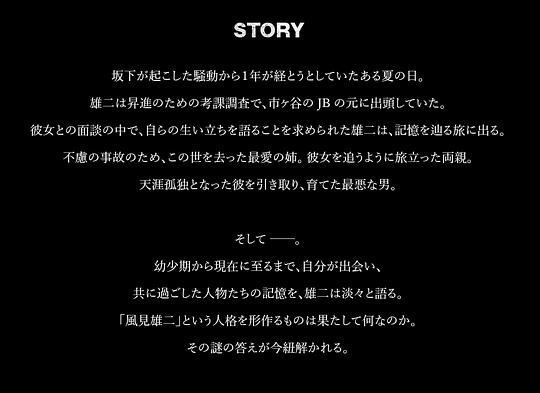 STORY
坂下が起こした騒動から1年が経とうとしていたある夏の日。
雄二は昇進のための考課調査で、市ヶ谷の JB の元に出頭していた。
彼女との面談の中で、自らの生い立ちを語ることを求められた雄二は、記憶を辿る旅に出る。
不慮の事故のため、この世を去った最愛の姉。彼女を追うように旅立った両親。
天涯孤独となった彼を引き取り、育てた最悪な男。
そして ──。
幼少期から現在に至るまで、自分が出会い、
共に過ごした人物たちの記憶を、雄二は淡々と語る。
「風見雄二」という人格を形作るものは果たして何なのか。
その謎の答えが今紐解かれる。